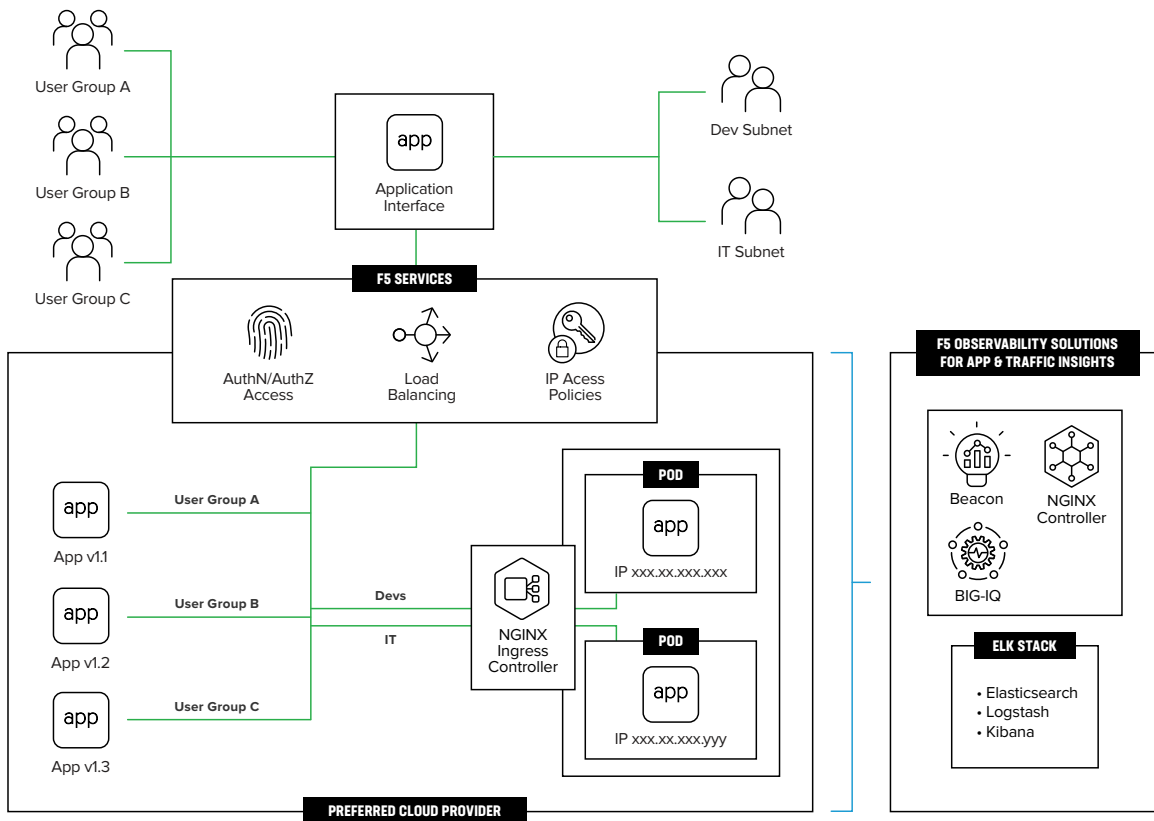 User Group A
User Group B
User Group C
app
Application
Interface
Dev Subnet
IT Subnet
F5 SERVICES
AuthN/AuthZ
Access
Load
Balancing
IP Acess
Policies
app
App v1.1
app
App v1.2
app
App v1.3
User Group A
User Group B
User Group C
Devs
IT
NGINX
Ingress
Controller
POD
app
IP xxx.xx.xxx.xxx
POD
app
IP xxx.xx.xxx.yyy
PREFERRED CLOUD PROVIDER
F5 OBSERVABILITY SOLUTIONS
FOR APP & TRAFFIC INSIGHTS
Beacon
NGINX
Controller
BIG-IQ
ELK STACK
• Elasticsearch
• Logstash
• Kibana